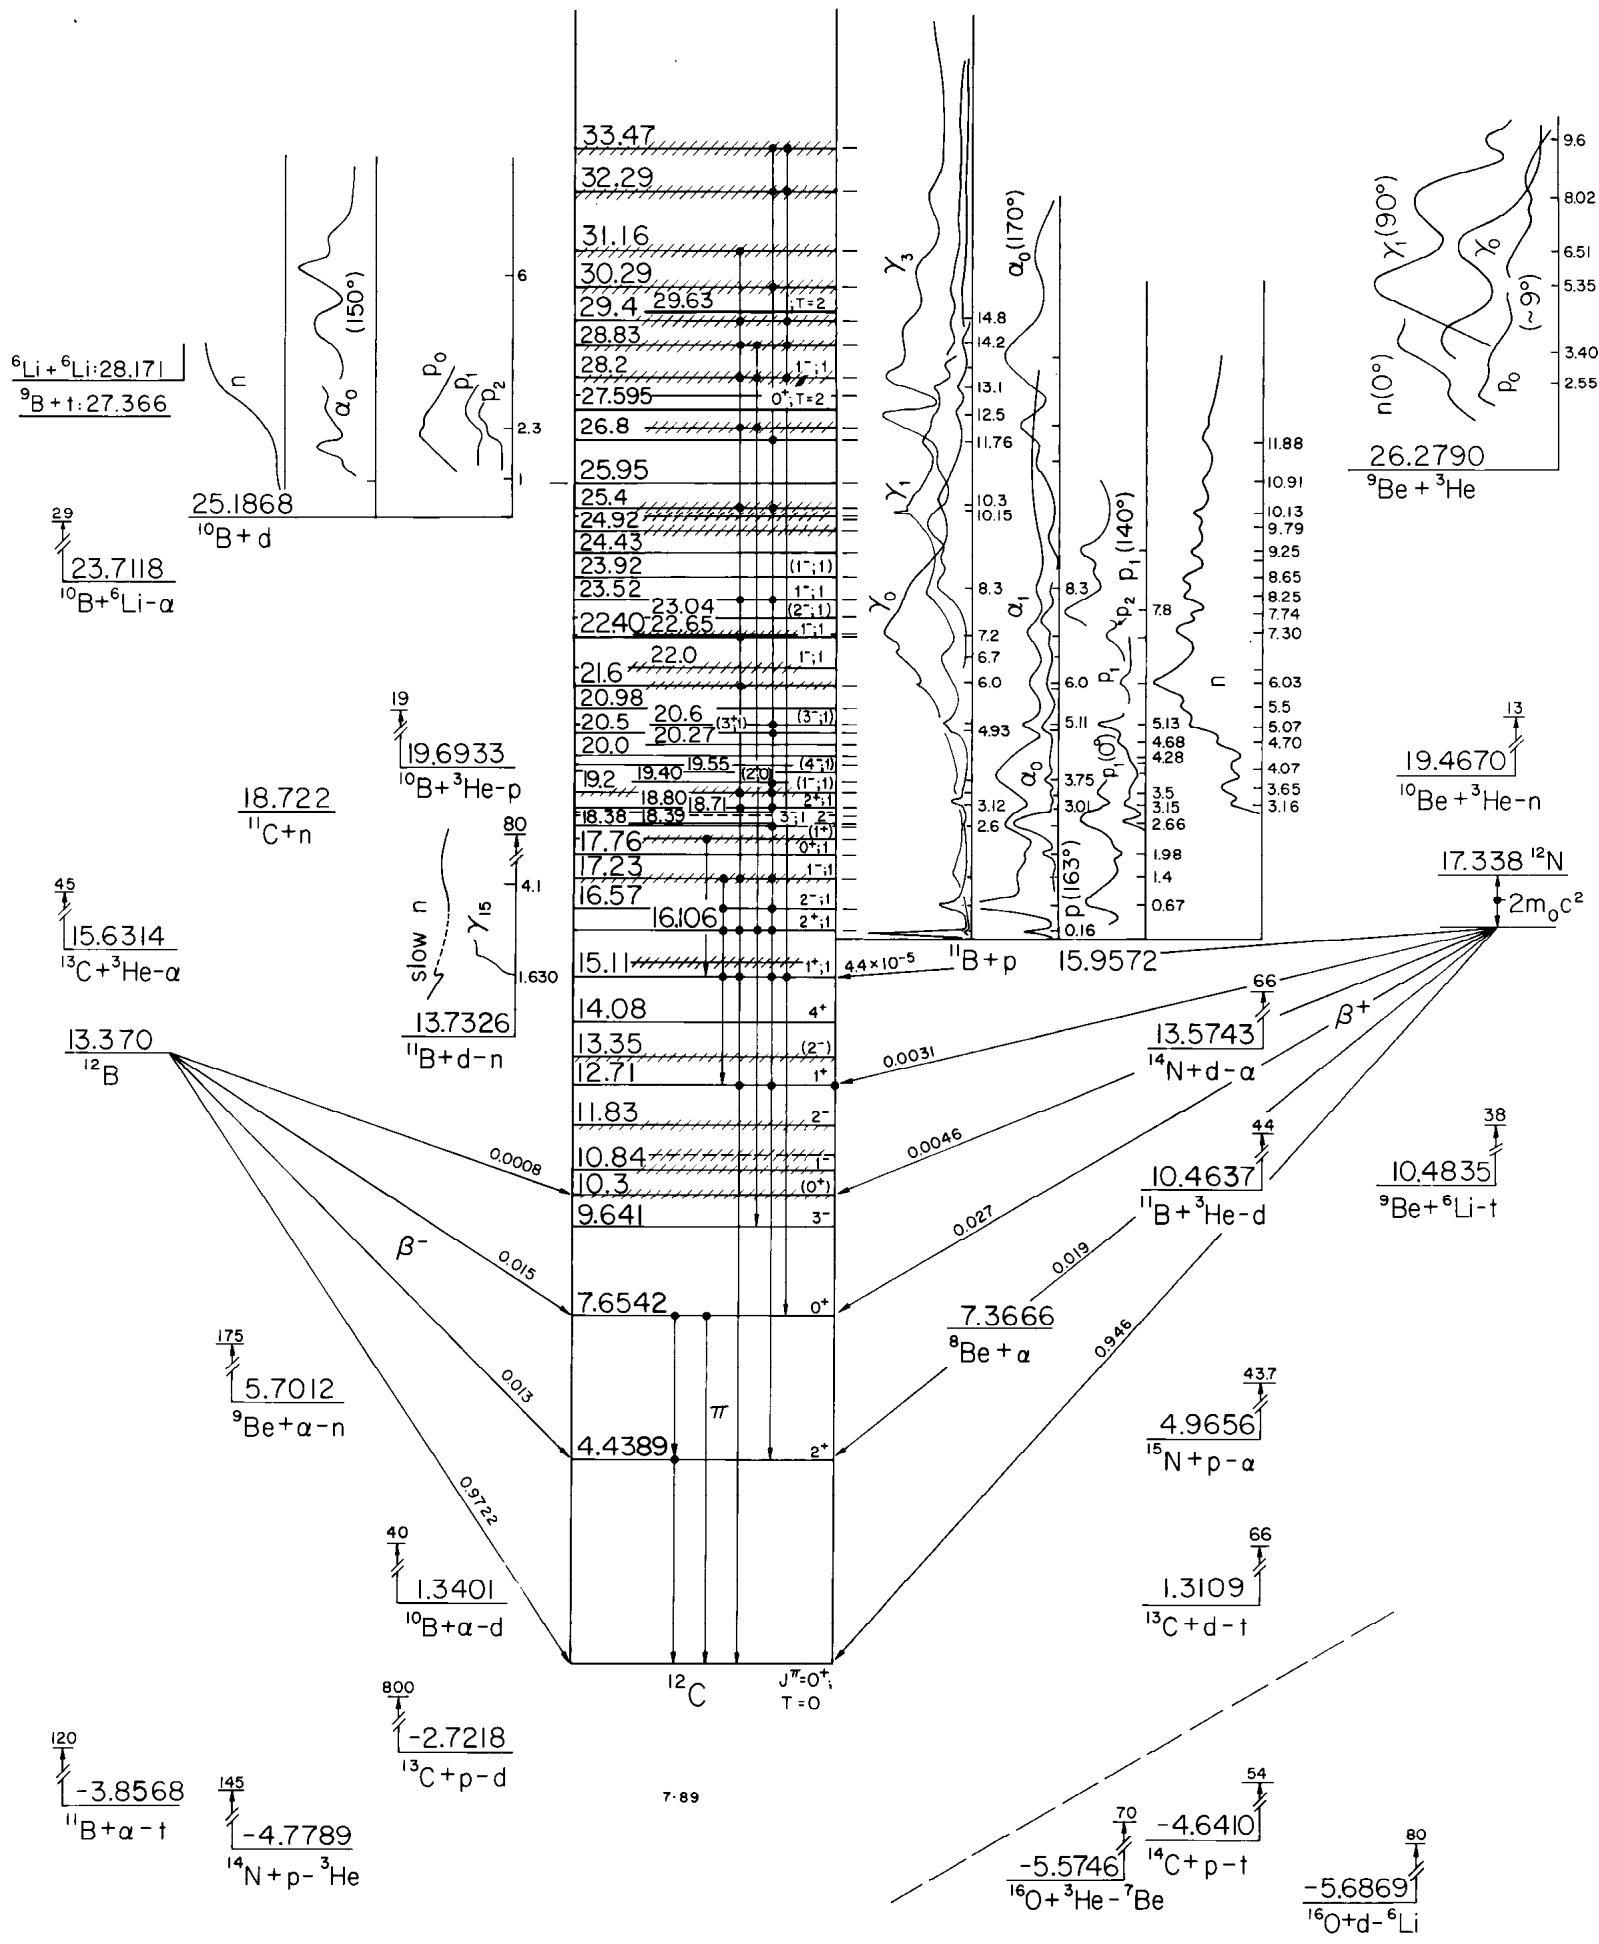 33.47
32.29
31.16
30.29
29.4 29.63 ; T=2
28.83
28.2 1⁻; 1
27.595 0⁺; T=2
26.8
25.95
25.4
24.92
24.43
23.92 (1⁻; 1)
23.52 1⁻; 1
23.04 (2⁻; 1)
22.40 22.65 1⁻; 1
22.0 1⁻; 1
21.6
20.98
20.5 20.6 (3⁺;1) (3⁻; 1)
20.27
20.0
19.55 (4⁻; 1)
19.2 19.40 (2⁻;0) (1⁻; 1)
18.80 18.71 2⁺; 1
18.38 18.39 3⁻; 1 2⁻
(1⁺)
17.76 0⁺; 1
17.23 1⁻; 1
16.57 2⁻; 1
16.106 2⁺; 1
15.11 1⁺; 1
14.08 4⁺
13.35 (2⁻)
12.71 1⁺
11.83 2⁻
10.84 1⁻
10.3 (0⁺)
9.641 3⁻
7.6542 0⁺
4.4389 2⁺
π
¹²C
Jπ=0⁺;
T=0
7·89
⁶Li+⁶Li:28.171
⁹B+t:27.366
n
α₀
(150°)
p₀
p₁
p₂
6
2.3
1
25.1868
¹⁰B+d
29
23.7118
¹⁰B+⁶Li-α
19
19.6933
¹⁰B+³He-p
18.722
¹¹C+n
80
slow n
γ₁₅
4.1
1.630
13.7326
¹¹B+d-n
45
15.6314
¹³C+³He-α
13.370
¹²B
β⁻
0.0008
0.015
0.013
0.9722
175
5.7012
⁹Be+α-n
40
1.3401
¹⁰B+α-d
800
-2.7218
¹³C+p-d
120
-3.8568
¹¹B+α-t
145
-4.7789
¹⁴N+p-³He
γ₃
γ₁
γ₀
14.8
14.2
13.1
12.5
11.76
10.3
10.15
8.3
7.2
6.7
6.0
4.93
3.12
2.6
α₀(170°)
α₁
α₀
8.3
6.0
5.11
3.75
3.01
p(163°)
0.16
p₁(140°)
p₂
p₁
p₁(0°)
7.8
5.13
4.68
4.28
3.5
3.15
2.66
1.98
1.4
0.67
n
11.88
10.91
10.13
9.79
9.25
8.65
8.25
7.74
7.30
6.03
5.5
5.07
4.70
4.07
3.65
3.16
¹¹B+p 15.9572
γ₁(90°)
γ₀
(~9°)
n(0°)
p₀
9.6
8.02
6.51
5.35
3.40
2.55
26.2790
⁹Be+³He
13
19.4670
¹⁰Be+³He-n
17.338 ¹²N
2m₀c²
β⁺
4.4×10⁻⁵
0.0031
0.0046
0.027
0.019
0.946
66
13.5743
¹⁴N+d-α
44
10.4637
¹¹B+³He-d
38
10.4835
⁹Be+⁶Li-t
7.3666
⁸Be+α
43.7
4.9656
¹⁵N+p-α
66
1.3109
¹³C+d-t
54
-4.6410
¹⁴C+p-t
70
-5.5746
¹⁶O+³He-⁷Be
80
-5.6869
¹⁶O+d-⁶Li